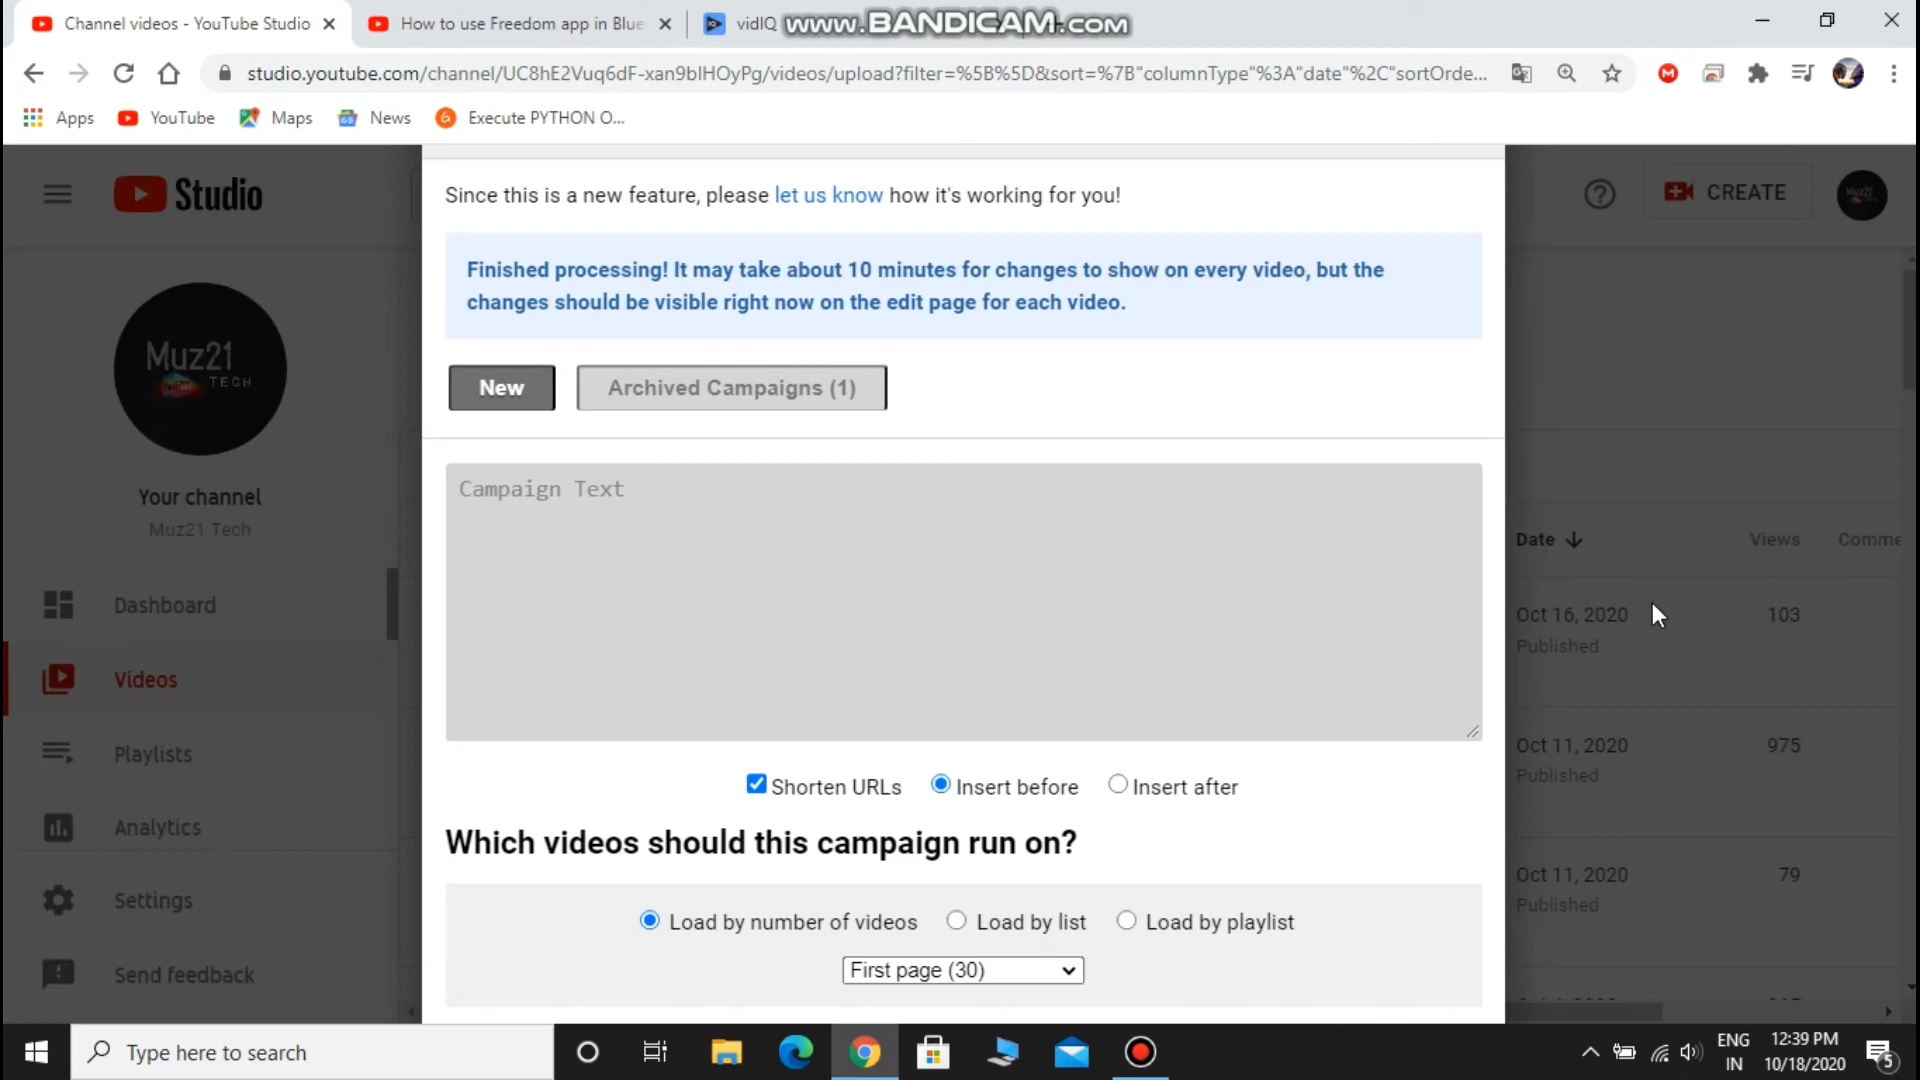 Channel videos - YouTube Studio
How to use Freedom app in Blue
vidIQ
www.BANDICAM.com
studio.youtube.com/channel/UC8hE2Vuq6dF-xan9blHOyPg/videos/upload?filter=%5B%5D&sort=%7B"columnType"%3A"date"%2C"sortOrde...
Apps
YouTube
Maps
News
Execute PYTHON O...
Studio
CREATE
Since this is a new feature, please let us know how it's working for you!
Finished processing! It may take about 10 minutes for changes to show on every video, but the
changes should be visible right now on the edit page for each video.
New
Archived Campaigns (1)
Muz21
TECH
Your channel
Muz21 Tech
Campaign Text
Date
Views
Comme
Dashboard
Oct 16, 2020
103
Published
Videos
Playlists
Oct 11, 2020
975
Published
Shorten URLs
Insert before
Insert after
Analytics
Which videos should this campaign run on?
Oct 11, 2020
79
Published
Settings
Load by number of videos
Load by list
Load by playlist
First page (30)
Send feedback
Type here to search
ENG
IN
12:39 PM
10/18/2020
5